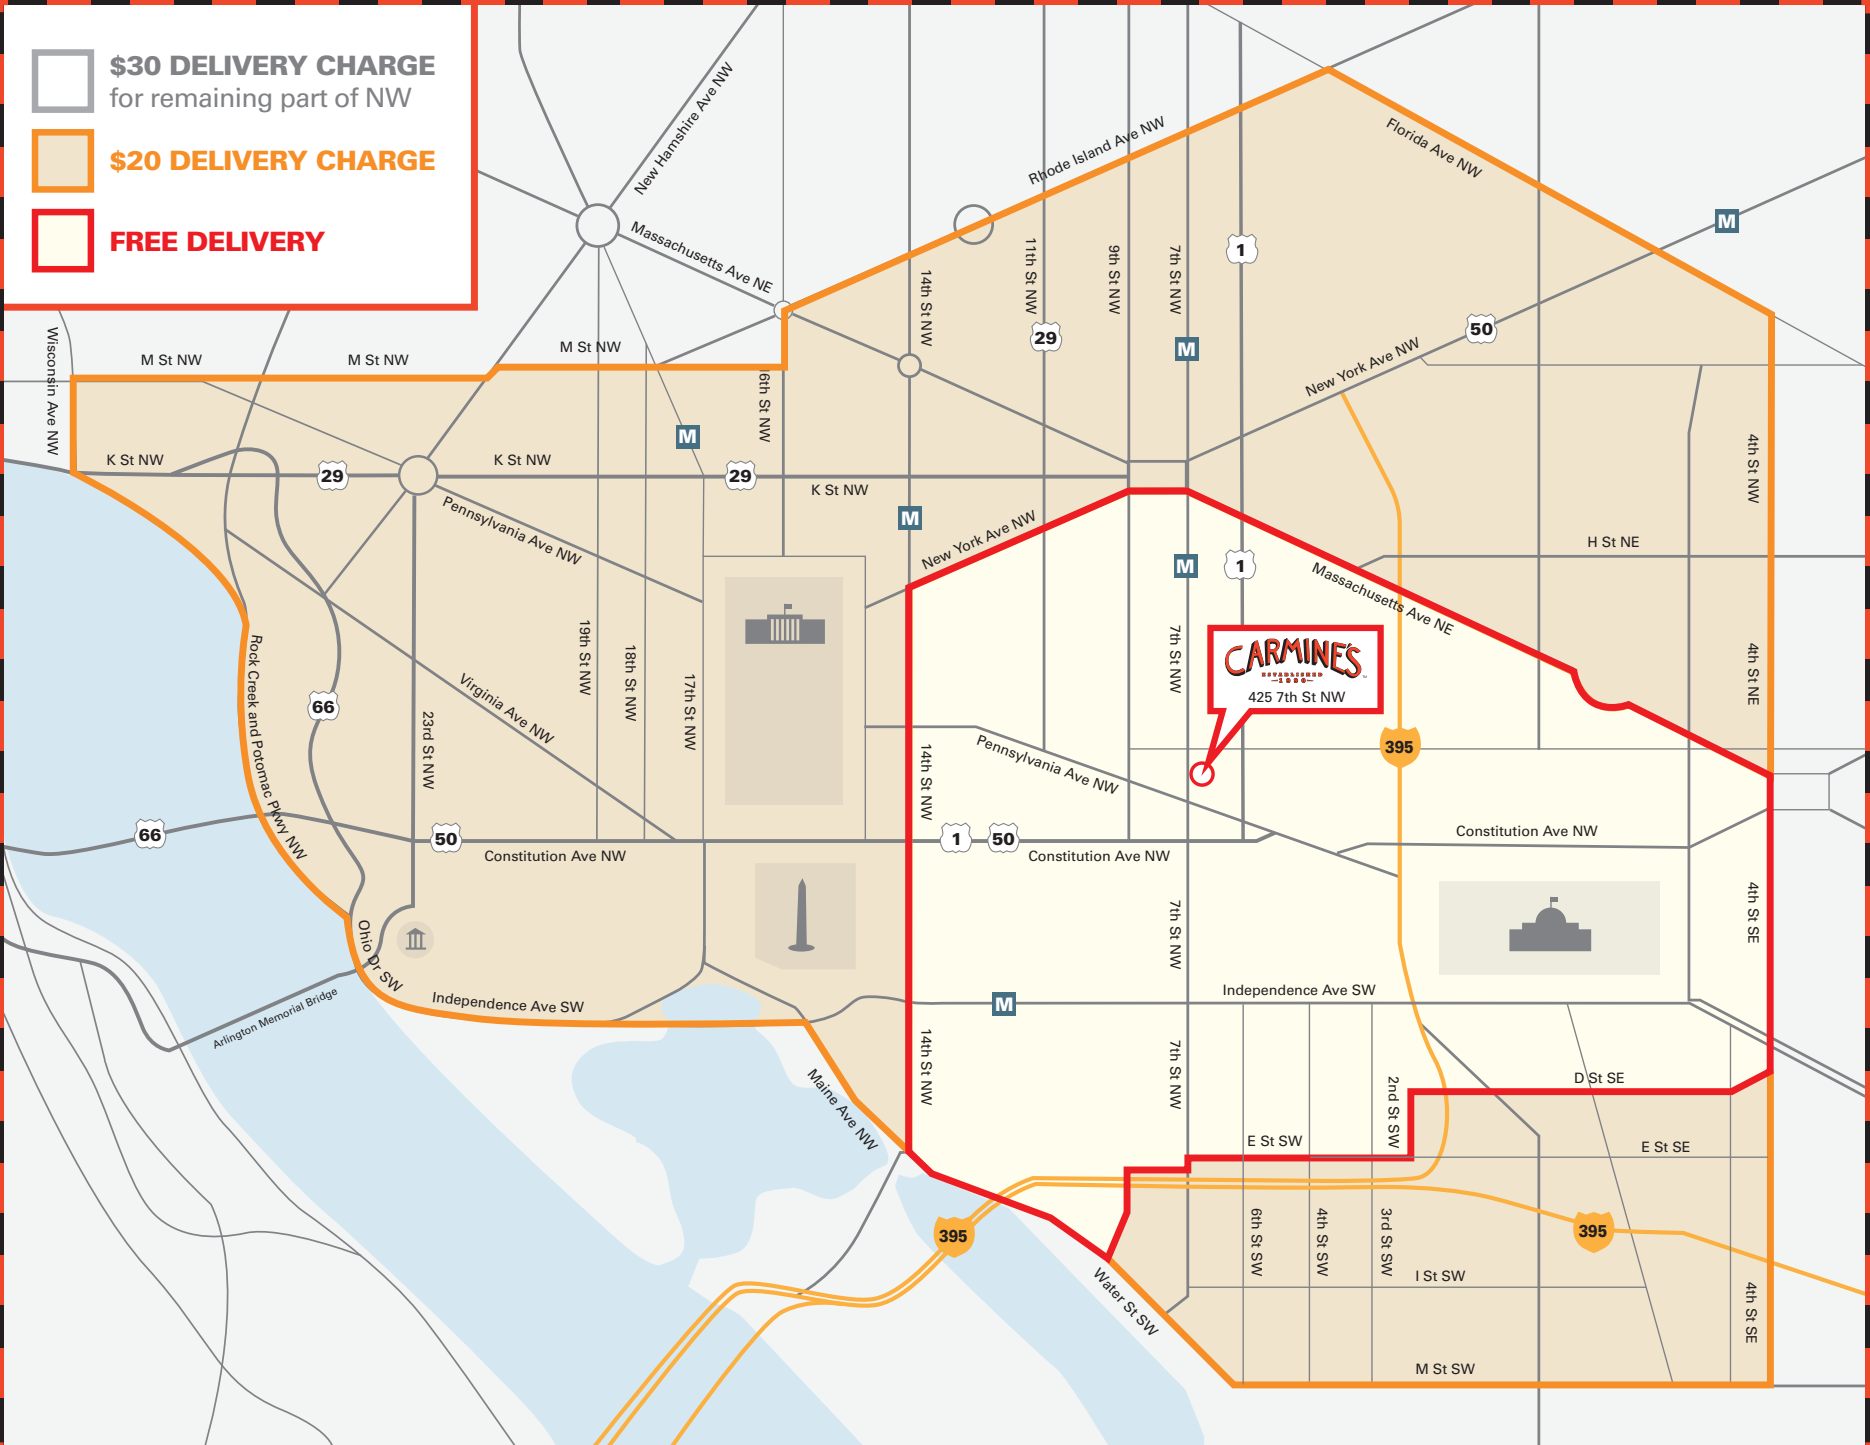 $30 DELIVERY CHARGE
for remaining part of NW
$20 DELIVERY CHARGE
FREE DELIVERY
New Hamshire Ave NW
Massachusetts Ave NE
Rhode Island Ave NW
Florida Ave NW
M
1
14th St NW
11th St NW
9th St NW
7th St NW
29
M
50
New York Ave NW
Wisconsin Ave NW
M St NW
M St NW
M St NW
16th St NW
M
K St NW
29
K St NW
29
K St NW
4th St NW
Pennsylvania Ave NW
M
New York Ave NW
H St NE
M
1
Massachusetts Ave NE
Rock Creek and Potomac Pkwy NW
19th St NW
18th St NW
17th St NW
7th St NW
CARMINE'S
ESTABLISHED
1990
425 7th St NW
4th St NE
66
Virginia Ave NW
23rd St NW
14th St NW
Pennsylvania Ave NW
395
66
50
Constitution Ave NW
1
50
Constitution Ave NW
Constitution Ave NW
7th St NW
4th St SE
Ohio Dr SW
Independence Ave SW
Arlington Memorial Bridge
M
Independence Ave SW
14th St NW
7th St NW
Maine Ave NW
2nd St SW
D St SE
E St SW
E St SE
395
6th St SW
4th St SW
3rd St SW
395
Water St SW
I St SW
4th St SE
M St SW